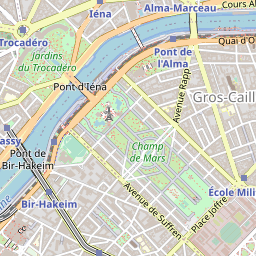 Cours Al
Iéna
Alma-Marceau
Trocadéro
Jardins
du Trocadéro
Pont de
l'Alma
Quai d'O
Pont d'Iéna
Avenue Rapp
Gros-Caill
Champ
de Mars
Passy
Pont de
Bir-Hakeim
École Mili
Bir-Hakeim
Avenue de Suffren
Place Joffre